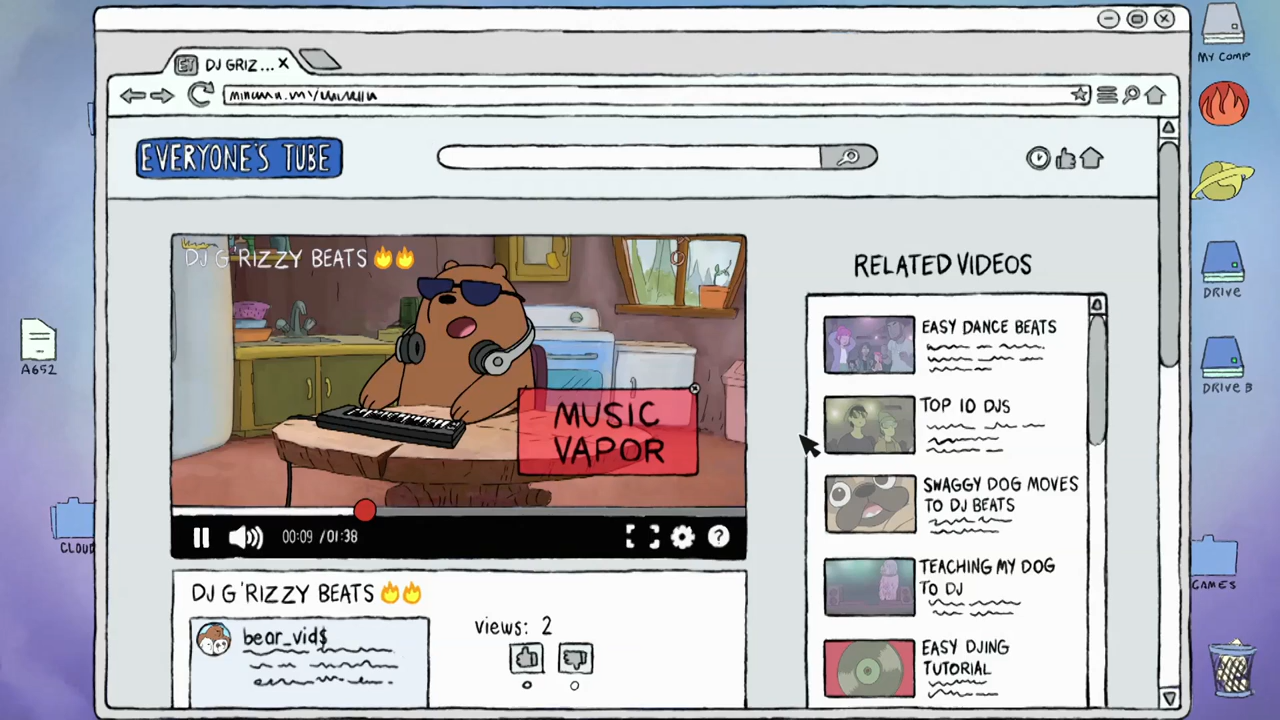 MY COMP
DJ GRIZ...
EVERYONE'S TUBE
DJ G'RIZZY BEATS 🔥🔥
MUSIC
VAPOR
00:09 /01:38
?
DJ G'RIZZY BEATS 🔥🔥
bear_vid$
views: 2
RELATED VIDEOS
EASY DANCE BEATS
TOP 10 DJS
SWAGGY DOG MOVES
TO DJ BEATS
TEACHING MY DOG
TO DJ
EASY DJING
TUTORIAL
A652
CLOUD
DRIVE
DRIVE B
GAMES